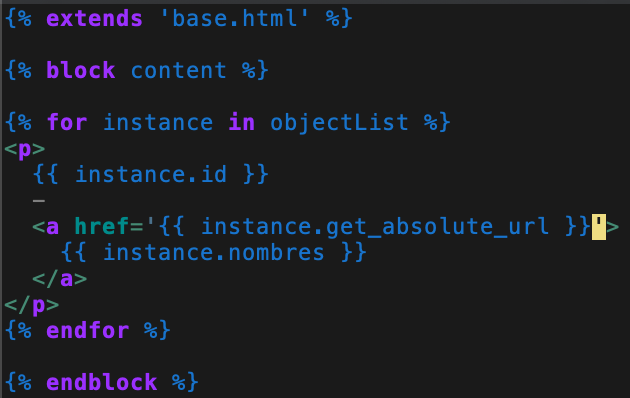 {% extends 'base.html' %}
{% block content %}
{% for instance in objectList %}
<p>
{{ instance.id }}
–
<a href='{{ instance.get_absolute_url }}'>
{{ instance.nombres }}
</a>
</p>
{% endfor %}
{% endblock %}